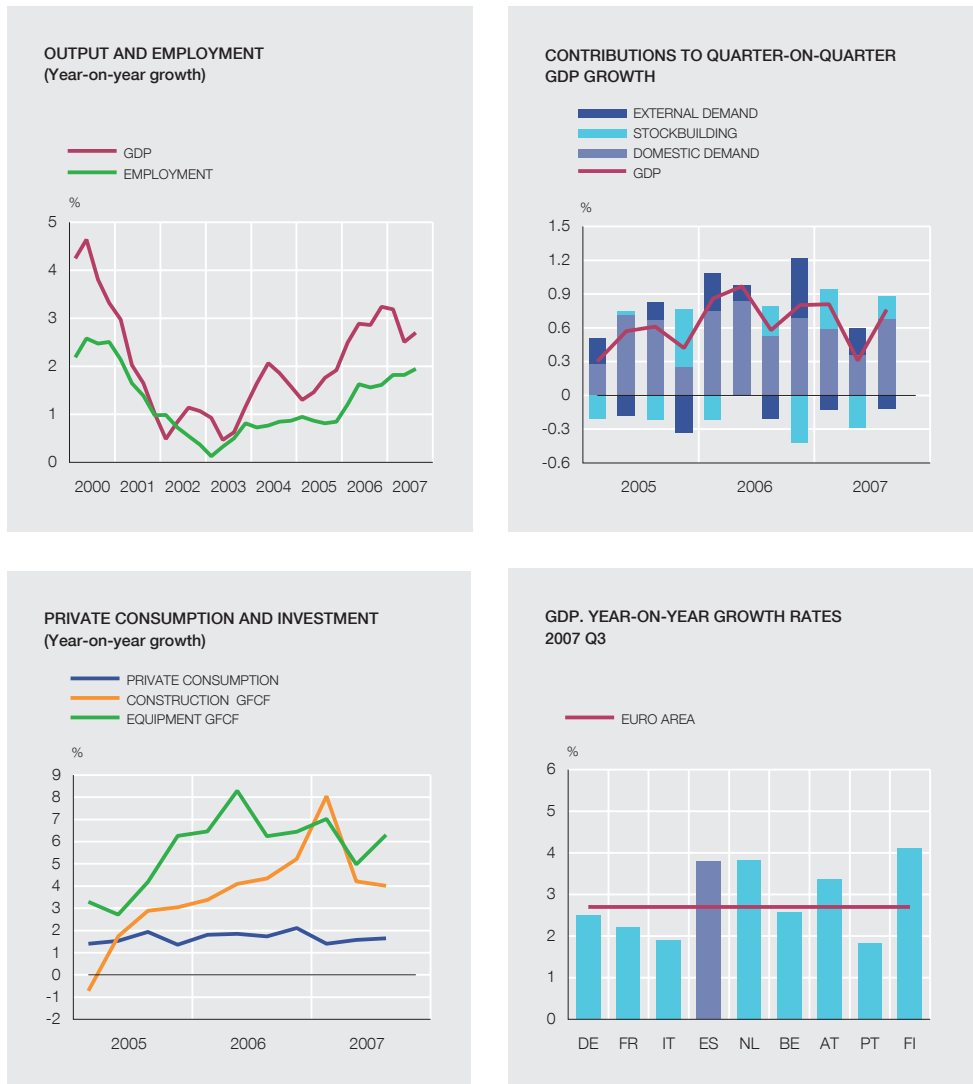 OUTPUT AND EMPLOYMENT
(Year-on-year growth)
GDP
EMPLOYMENT
%
5
4
3
2
1
0
2000 2001 2002 2003 2004 2005 2006 2007
CONTRIBUTIONS TO QUARTER-ON-QUARTER
GDP GROWTH
EXTERNAL DEMAND
STOCKBUILDING
DOMESTIC DEMAND
GDP
%
1.5
1.2
0.9
0.6
0.3
0
-0.3
-0.6
2005 2006 2007
PRIVATE CONSUMPTION AND INVESTMENT
(Year-on-year growth)
PRIVATE CONSUMPTION
CONSTRUCTION GFCF
EQUIPMENT GFCF
%
9
8
7
6
5
4
3
2
1
0
-1
-2
2005 2006 2007
GDP. YEAR-ON-YEAR GROWTH RATES
2007 Q3
EURO AREA
%
6
5
4
3
2
1
0
DE FR IT ES NL BE AT PT FI